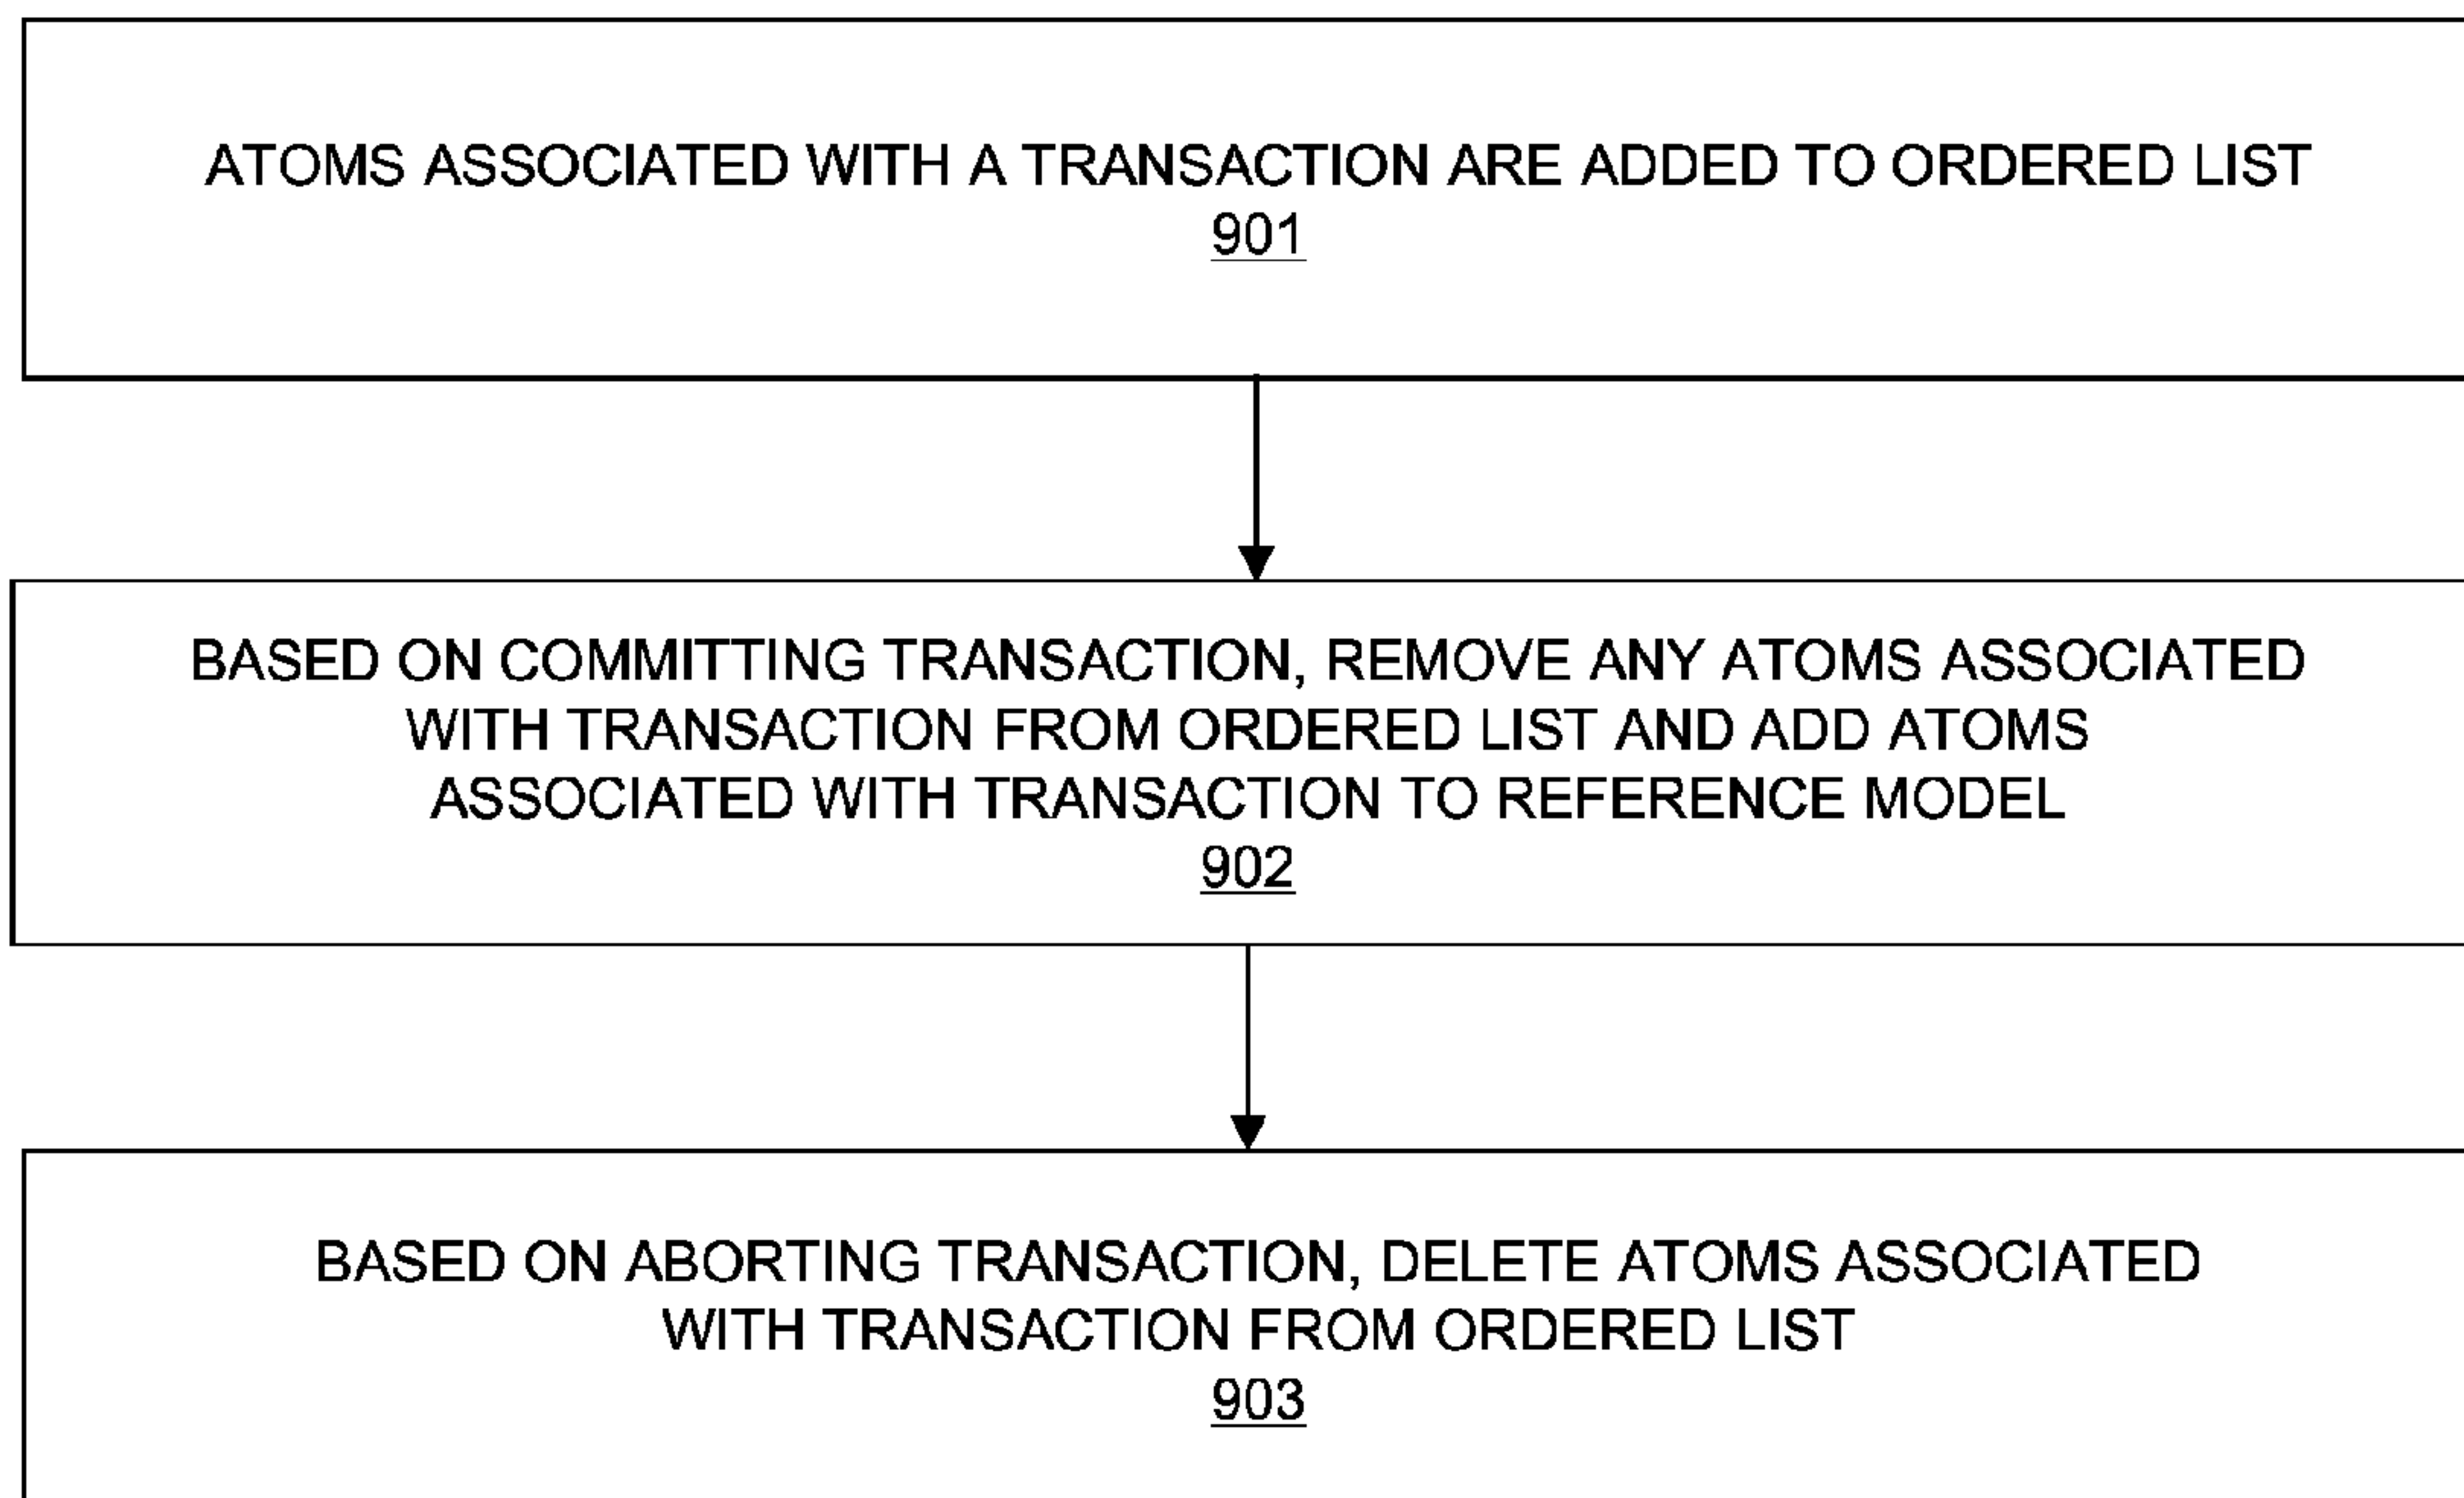 ATOMS ASSOCIATED WITH A TRANSACTION ARE ADDED TO ORDERED LIST
901
BASED ON COMMITTING TRANSACTION, REMOVE ANY ATOMS ASSOCIATED
WITH TRANSACTION FROM ORDERED LIST AND ADD ATOMS
ASSOCIATED WITH TRANSACTION TO REFERENCE MODEL
902
BASED ON ABORTING TRANSACTION, DELETE ATOMS ASSOCIATED
WITH TRANSACTION FROM ORDERED LIST
903